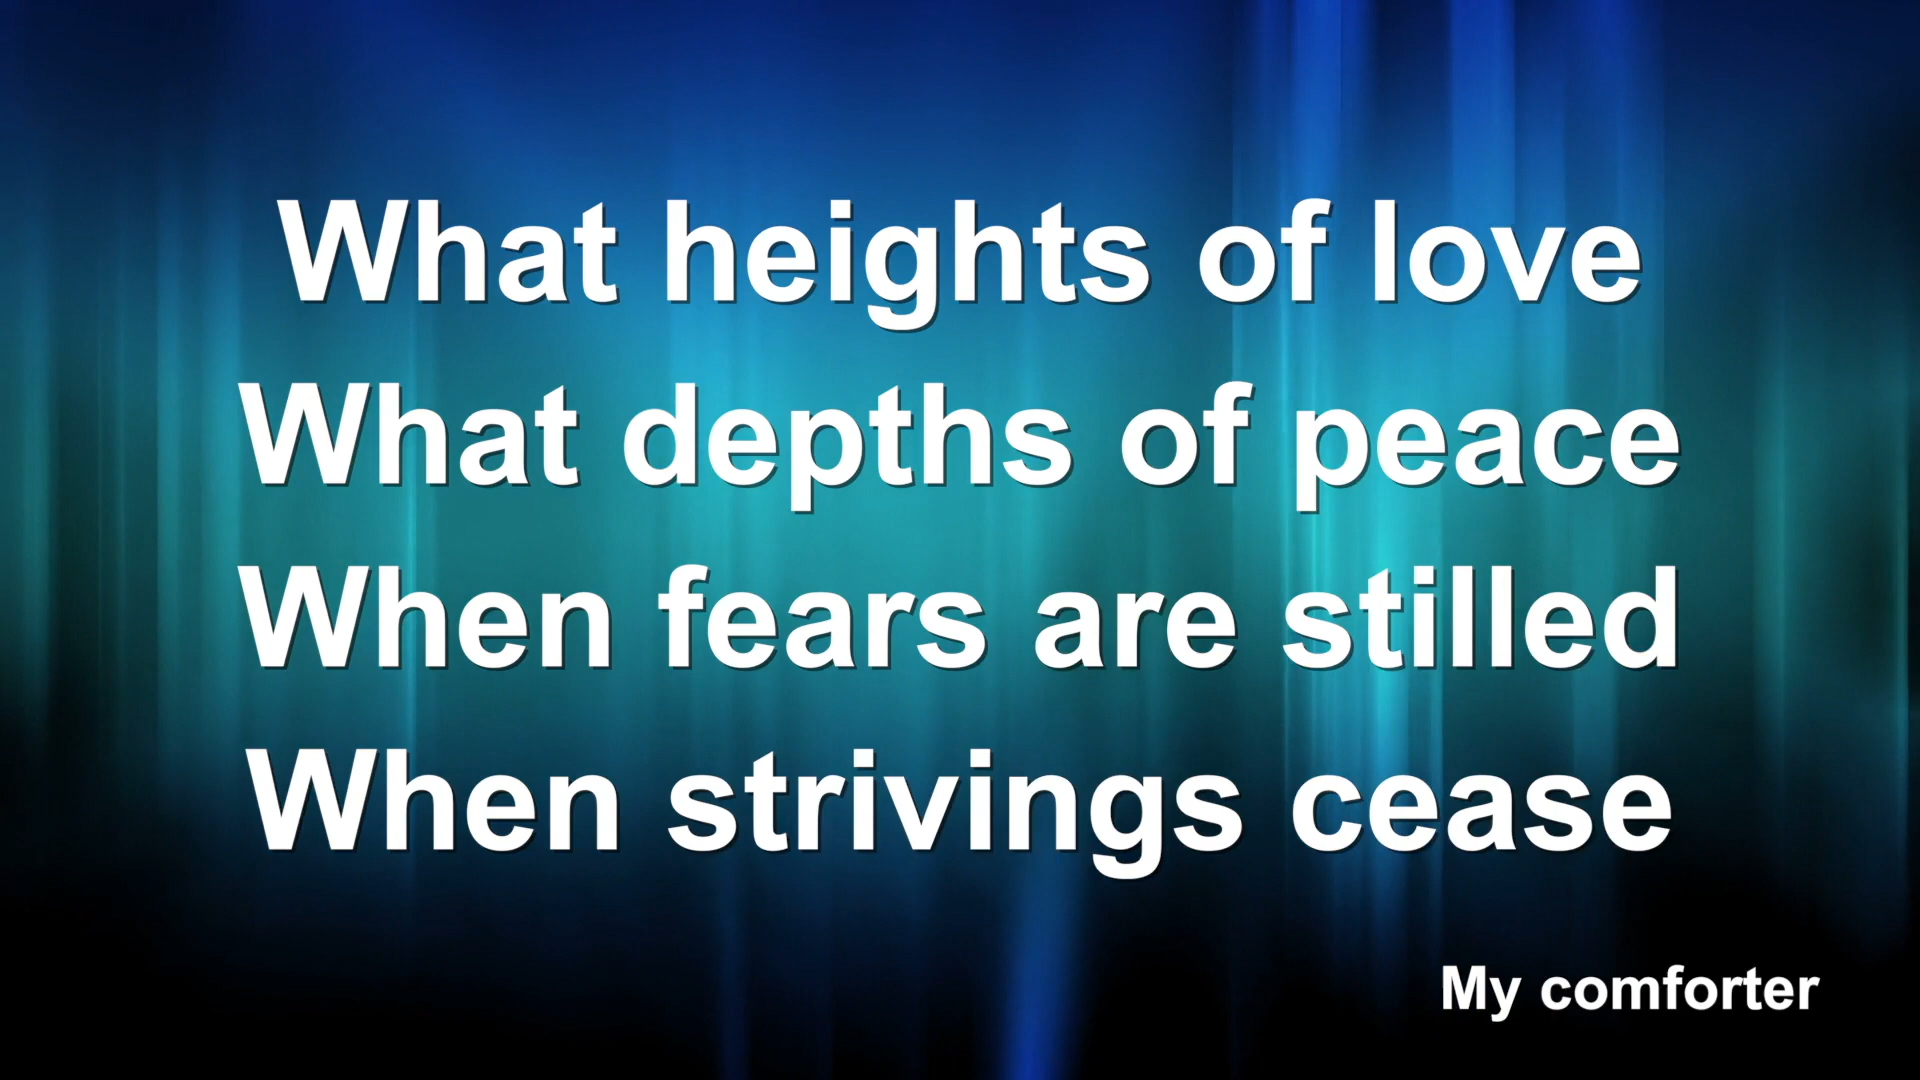 What heights of love
What depths of peace
When fears are stilled
When strivings cease
My comforter